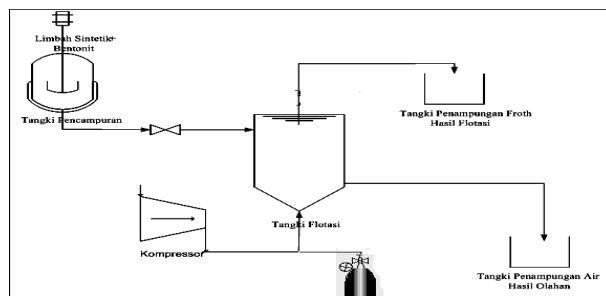 Limbah Sintetik+
Bentonit
Tangki Pencampuran
Tangki Penampungan Froth
Hasil Flotasi
Tangki Flotasi
Kompressor
Tangki Penampungan Air
Hasil Olahan